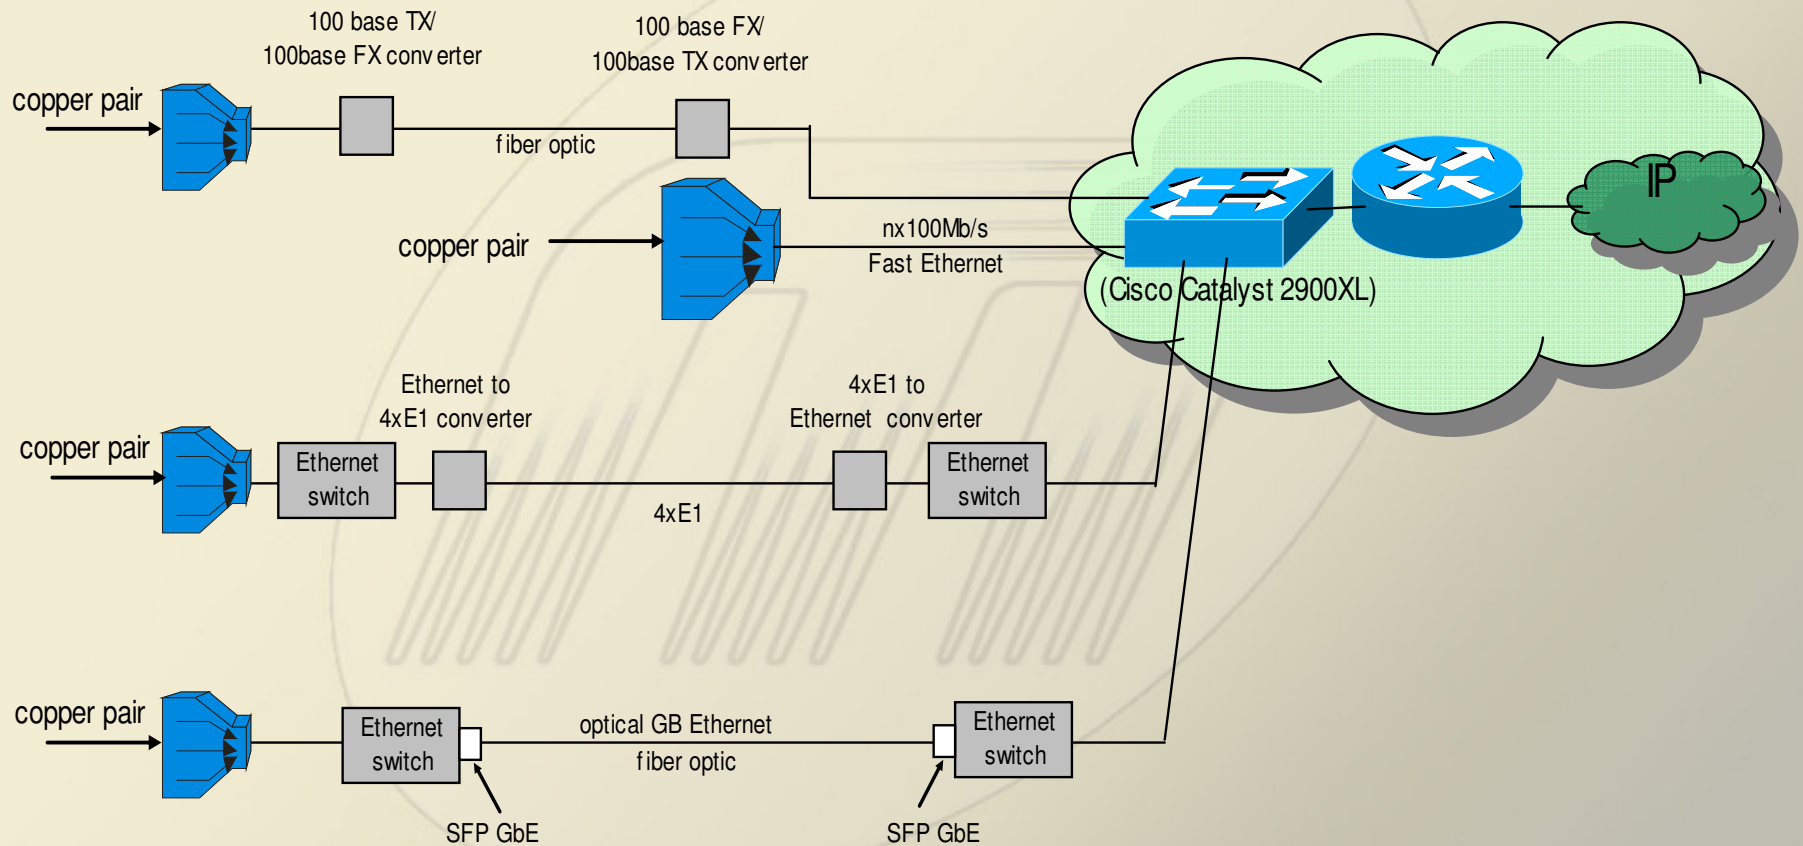 100 base TX/
100base FX converter
100 base FX/
100base TX converter
copper pair
fiber optic
IP
copper pair
nx100Mb/s
Fast Ethernet
(Cisco Catalyst 2900XL)
Ethernet to
4xE1 converter
4xE1 to
Ethernet converter
copper pair
Ethernet
switch
4xE1
Ethernet
switch
copper pair
Ethernet
switch
optical GB Ethernet
fiber optic
Ethernet
switch
SFP GbE
SFP GbE